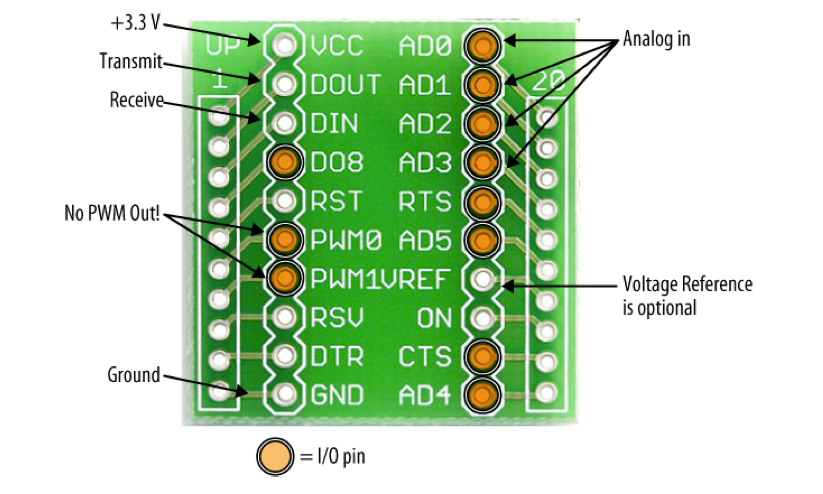 +3.3 V
Transmit
Receive
No PWM Out!
Ground
UP
1
VCC
DOUT
DIN
DO8
RST
PWM0
PWM1
RSV
DTR
GND
AD0
AD1
AD2
AD3
RTS
AD5
VREF
ON
CTS
AD4
20
Analog in
Voltage Reference
is optional
= I/O pin